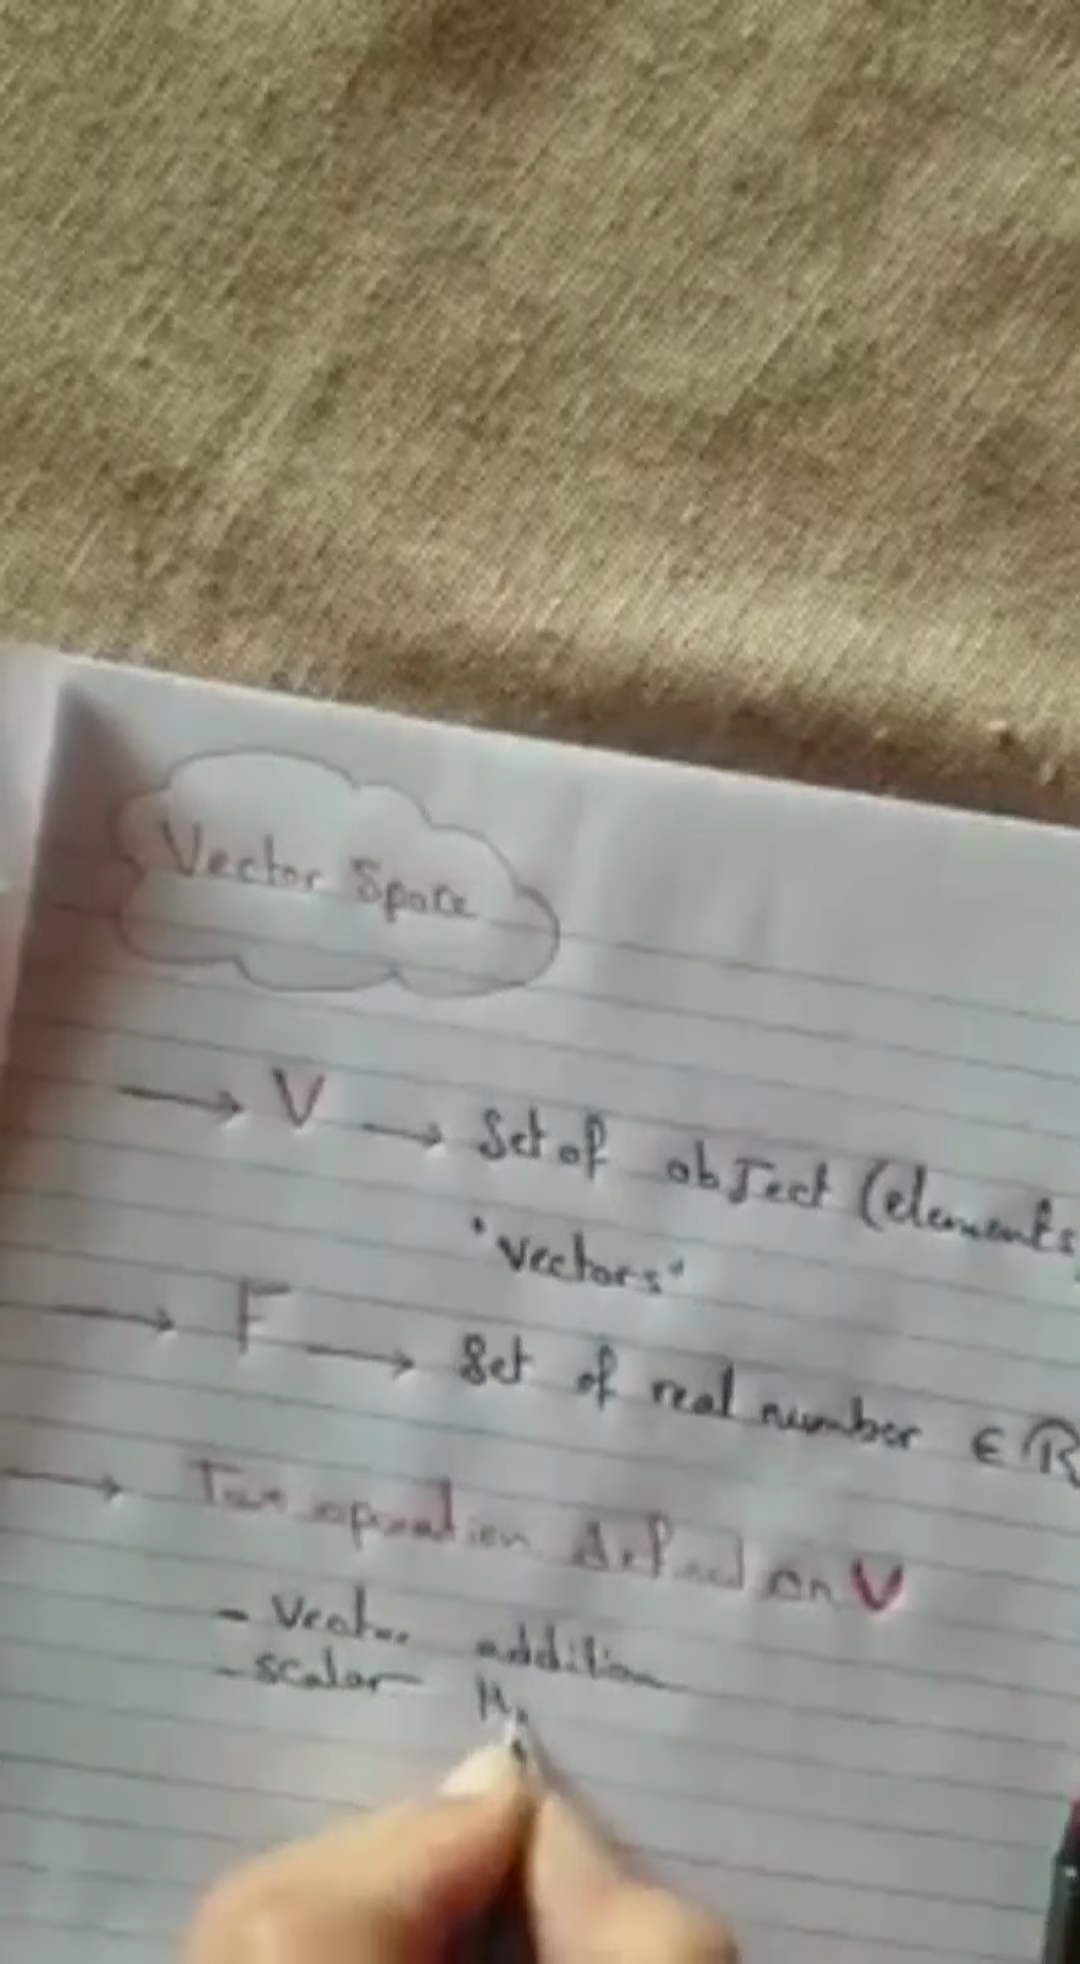 Vector Space
→ V → Set of object (elements)
"vectors"
→ F → Set of real number ∈ ℝ
→ Two operation defined on V
- Vector addition
- scalar